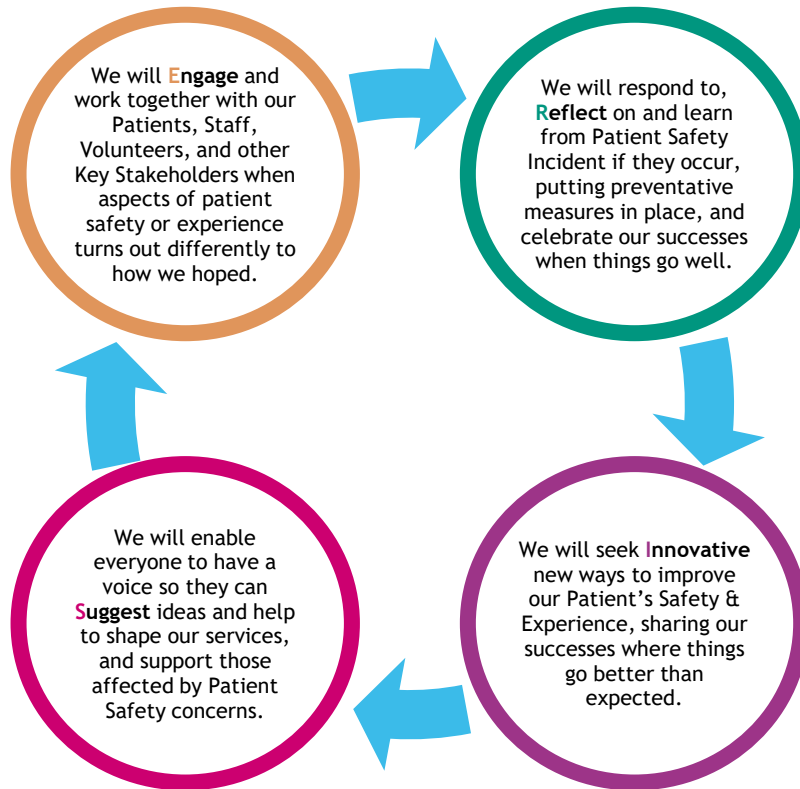 We will Engage and
work together with our
Patients, Staff,
Volunteers, and other
Key Stakeholders when
aspects of patient
safety or experience
turns out differently to
how we hoped.
We will respond to,
Reflect on and learn
from Patient Safety
Incident if they occur,
putting preventative
measures in place, and
celebrate our successes
when things go well.
We will seek Innovative
new ways to improve
our Patient's Safety &
Experience, sharing our
successes where things
go better than
expected.
We will enable
everyone to have a
voice so they can
Suggest ideas and help
to shape our services,
and support those
affected by Patient
Safety concerns.